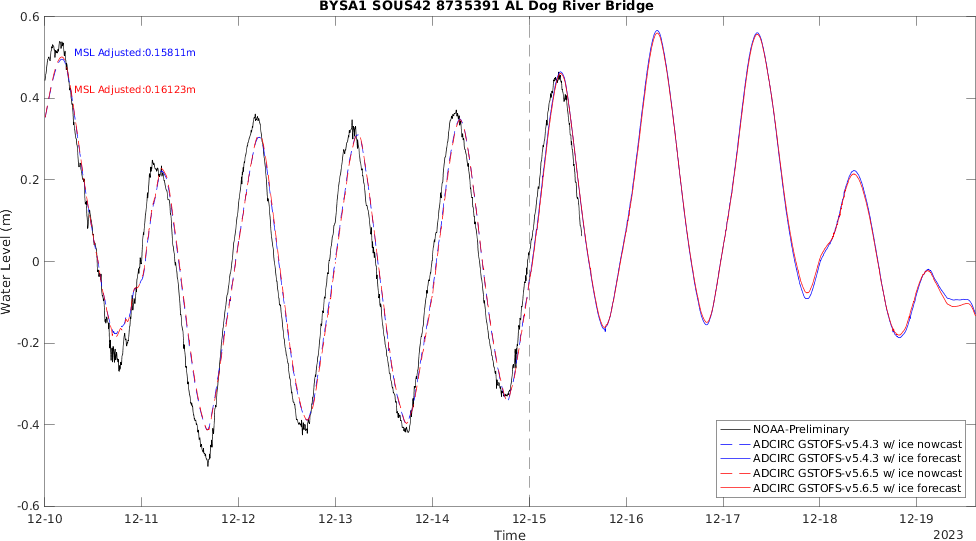 BYSA1 SOUS42 8735391 AL Dog River Bridge
MSL Adjusted:0.15811m
MSL Adjusted:0.16123m
Water Level (m)
0.6
0.4
0.2
0
-0.2
-0.4
-0.6
NOAA-Preliminary
ADCIRC GSTOFS-v5.4.3 w/ ice nowcast
ADCIRC GSTOFS-v5.4.3 w/ ice forecast
ADCIRC GSTOFS-v5.6.5 w/ ice nowcast
ADCIRC GSTOFS-v5.6.5 w/ ice forecast
12-10 12-11 12-12 12-13 12-14 12-15 12-16 12-17 12-18 12-19
Time
2023